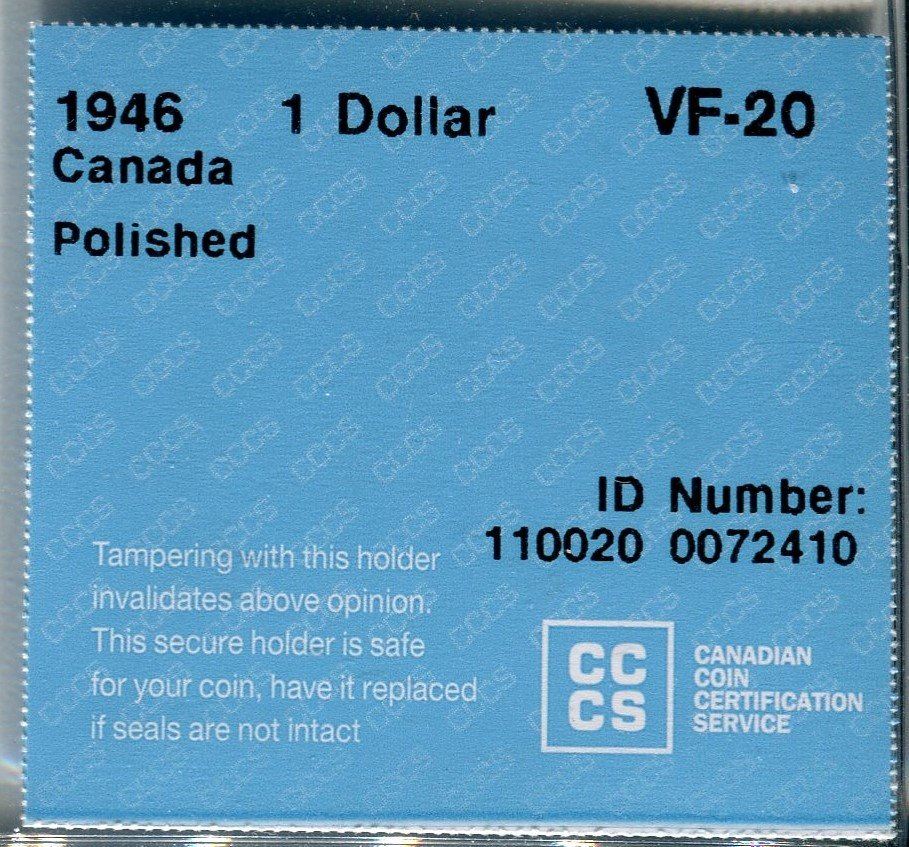 1946 1 Dollar VF-20
Canada
Polished
ID Number:
110020 0072410
Tampering with this holder
invalidates above opinion.
This secure holder is safe
for your coin, have it replaced
if seals are not intact
CC
CS
CANADIAN
COIN
CERTIFICATION
SERVICE